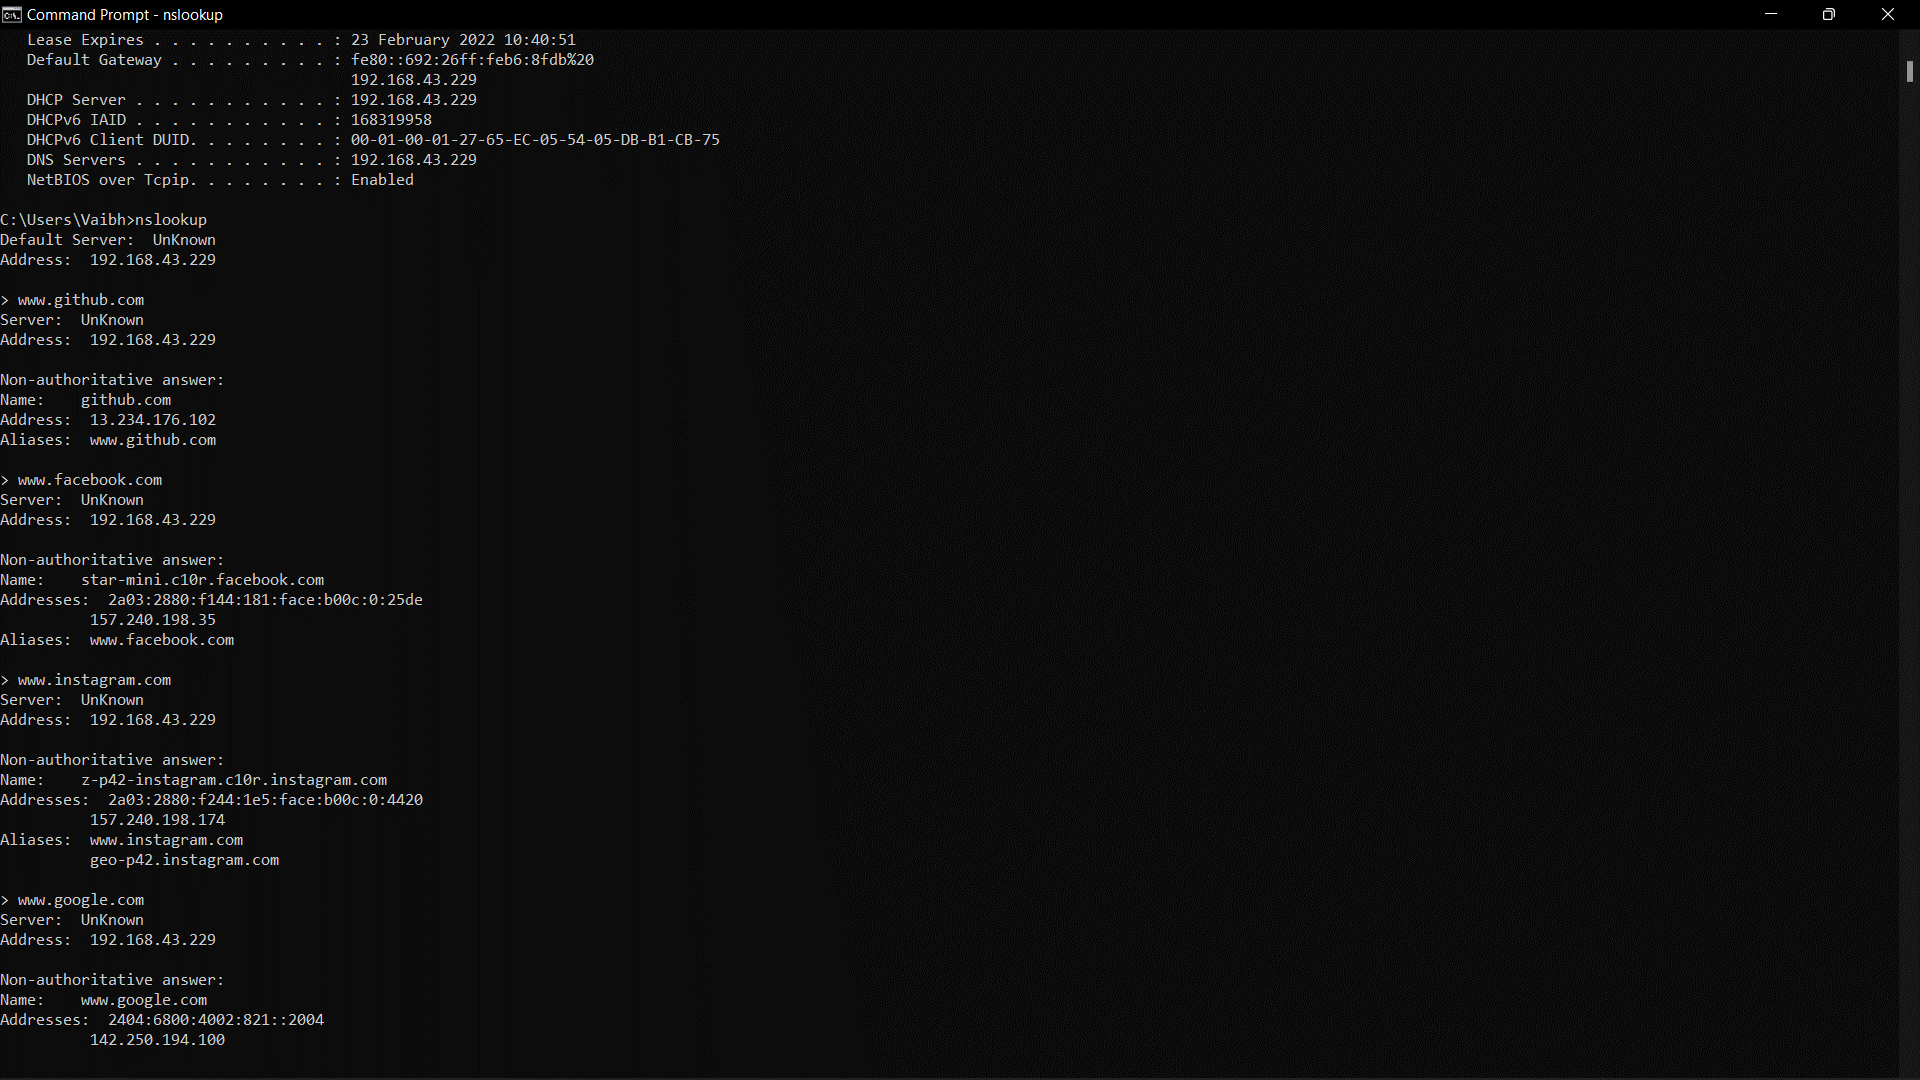 Command Prompt - nslookup
Lease Expires . . . . . . . . . . : 23 February 2022 10:40:51
Default Gateway . . . . . . . . . : fe80::692:26ff:feb6:8fdb%20
192.168.43.229
DHCP Server . . . . . . . . . . . : 192.168.43.229
DHCPv6 IAID . . . . . . . . . . . : 168319958
DHCPv6 Client DUID. . . . . . . . : 00-01-00-01-27-65-EC-05-54-05-DB-B1-CB-75
DNS Servers . . . . . . . . . . . : 192.168.43.229
NetBIOS over Tcpip. . . . . . . . : Enabled
C:\Users\Vaibh>nslookup
Default Server:  UnKnown
Address:  192.168.43.229
> www.github.com
Server:  UnKnown
Address:  192.168.43.229
Non-authoritative answer:
Name:    github.com
Address:  13.234.176.102
Aliases:  www.github.com
> www.facebook.com
Server:  UnKnown
Address:  192.168.43.229
Non-authoritative answer:
Name:    star-mini.c10r.facebook.com
Addresses:  2a03:2880:f144:181:face:b00c:0:25de
157.240.198.35
Aliases:  www.facebook.com
> www.instagram.com
Server:  UnKnown
Address:  192.168.43.229
Non-authoritative answer:
Name:    z-p42-instagram.c10r.instagram.com
Addresses:  2a03:2880:f244:1e5:face:b00c:0:4420
157.240.198.174
Aliases:  www.instagram.com
geo-p42.instagram.com
> www.google.com
Server:  UnKnown
Address:  192.168.43.229
Non-authoritative answer:
Name:    www.google.com
Addresses:  2404:6800:4002:821::2004
142.250.194.100